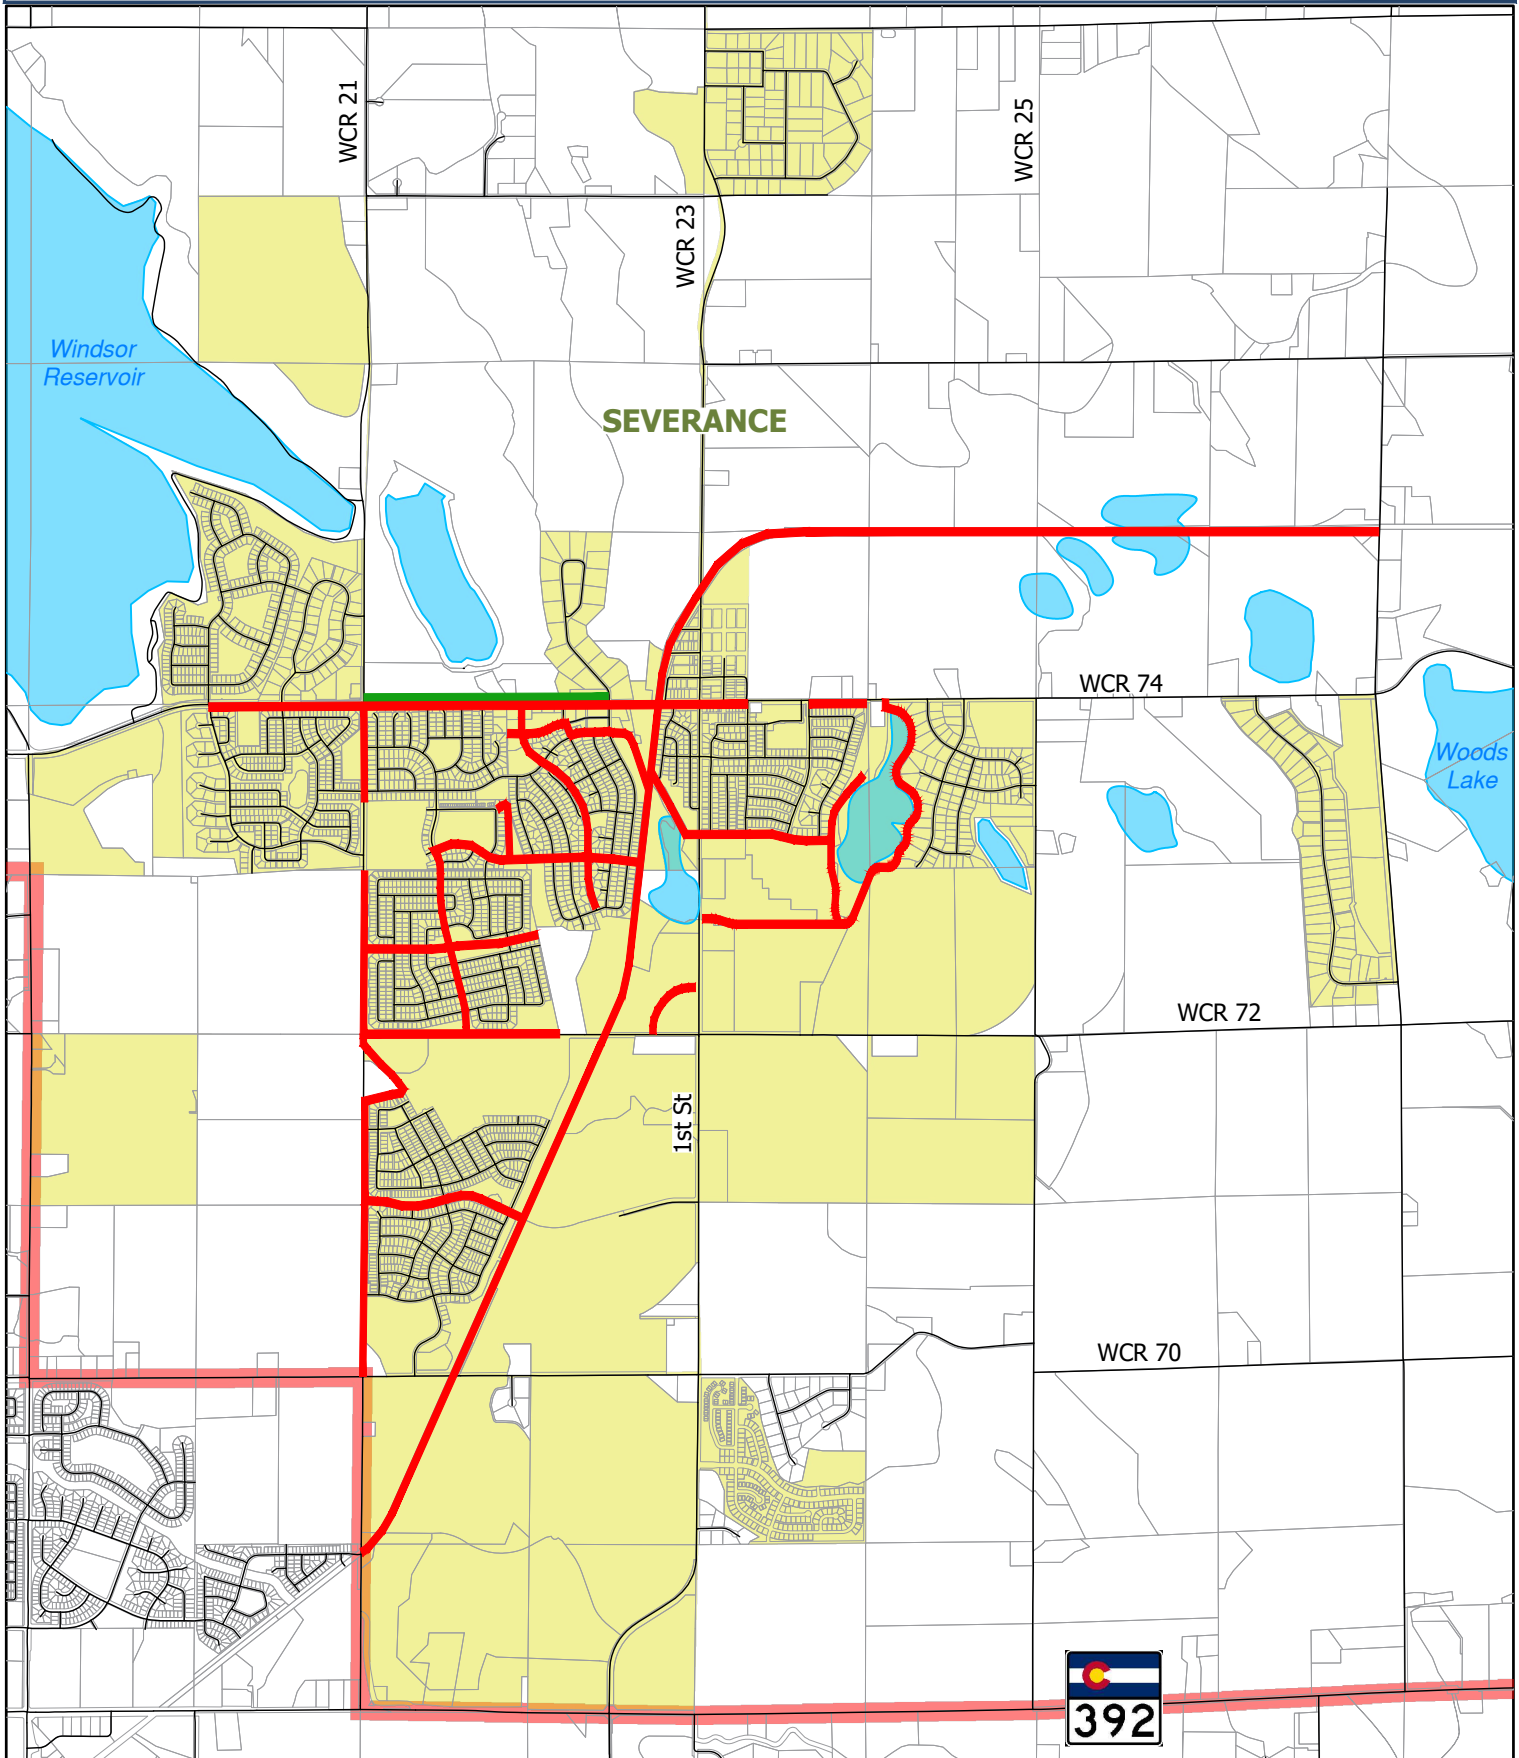 WCR 21
WCR 25
WCR 23
Windsor
Reservoir
SEVERANCE
WCR 74
Woods
Lake
WCR 72
1st St
WCR 70
392